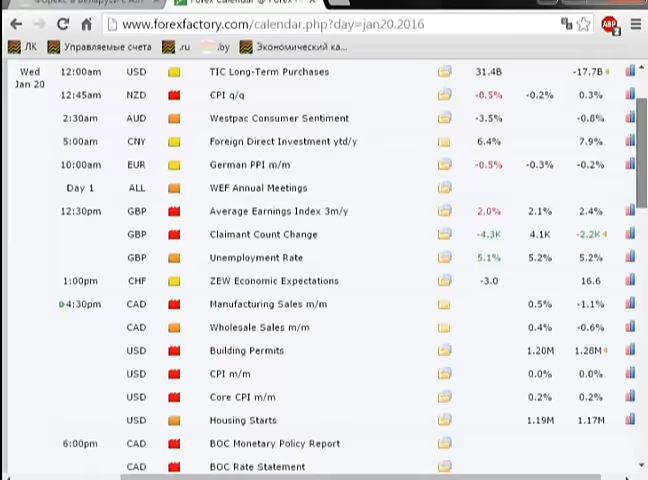 www.forexfactory.com/calendar.php?day=jan20.2016
ЛК Управляемые счета .ru .by Экономический ка...
Wed 12:00am USD TIC Long-Term Purchases 31.4B -17.7B
Jan 20
12:45am NZD CPI q/q -0.5% -0.2% 0.3%
2:30am AUD Westpac Consumer Sentiment -3.5% -0.8%
5:00am CNY Foreign Direct Investment ytd/y 6.4% 7.9%
10:00am EUR German PPI m/m -0.5% -0.3% -0.2%
Day 1 ALL WEF Annual Meetings
12:30pm GBP Average Earnings Index 3m/y 2.0% 2.1% 2.4%
GBP Claimant Count Change -4.3K 4.1K -2.2K
GBP Unemployment Rate 5.1% 5.2% 5.2%
1:00pm CHF ZEW Economic Expectations -3.0 16.6
4:30pm CAD Manufacturing Sales m/m 0.5% -1.1%
CAD Wholesale Sales m/m 0.4% -0.6%
USD Building Permits 1.20M 1.28M
USD CPI m/m 0.0% 0.0%
USD Core CPI m/m 0.2% 0.2%
USD Housing Starts 1.19M 1.17M
6:00pm CAD BOC Monetary Policy Report
CAD BOC Rate Statement